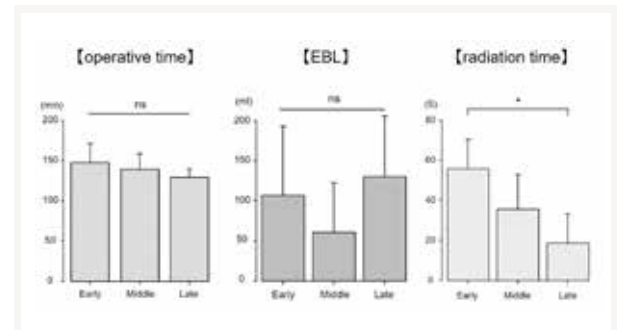 【operative time】
(min)
ns
200
150
100
50
0
Early Middle Late
【EBL】
(ml)
ns
200
150
100
50
0
Early Middle Late
【radiation time】
(S)
*
80
60
40
20
0
Early Middle Late